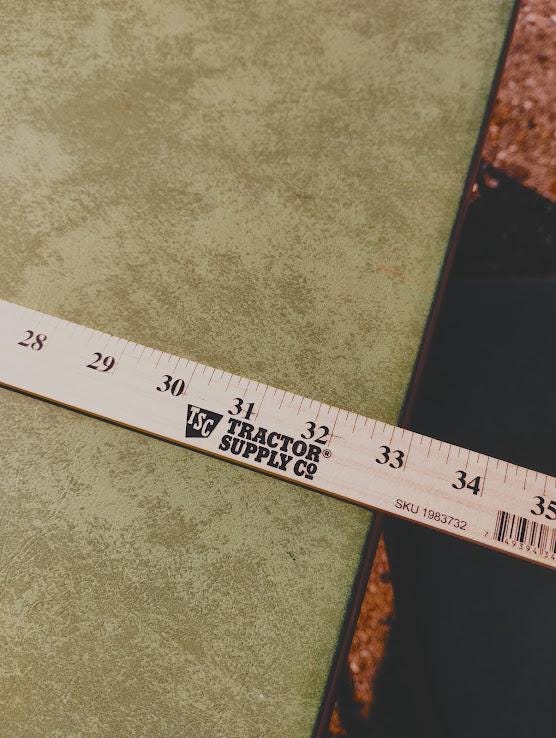 28 29 30 31 32 33 34 35
TSC TRACTOR
SUPPLY CO®
SKU 1983732